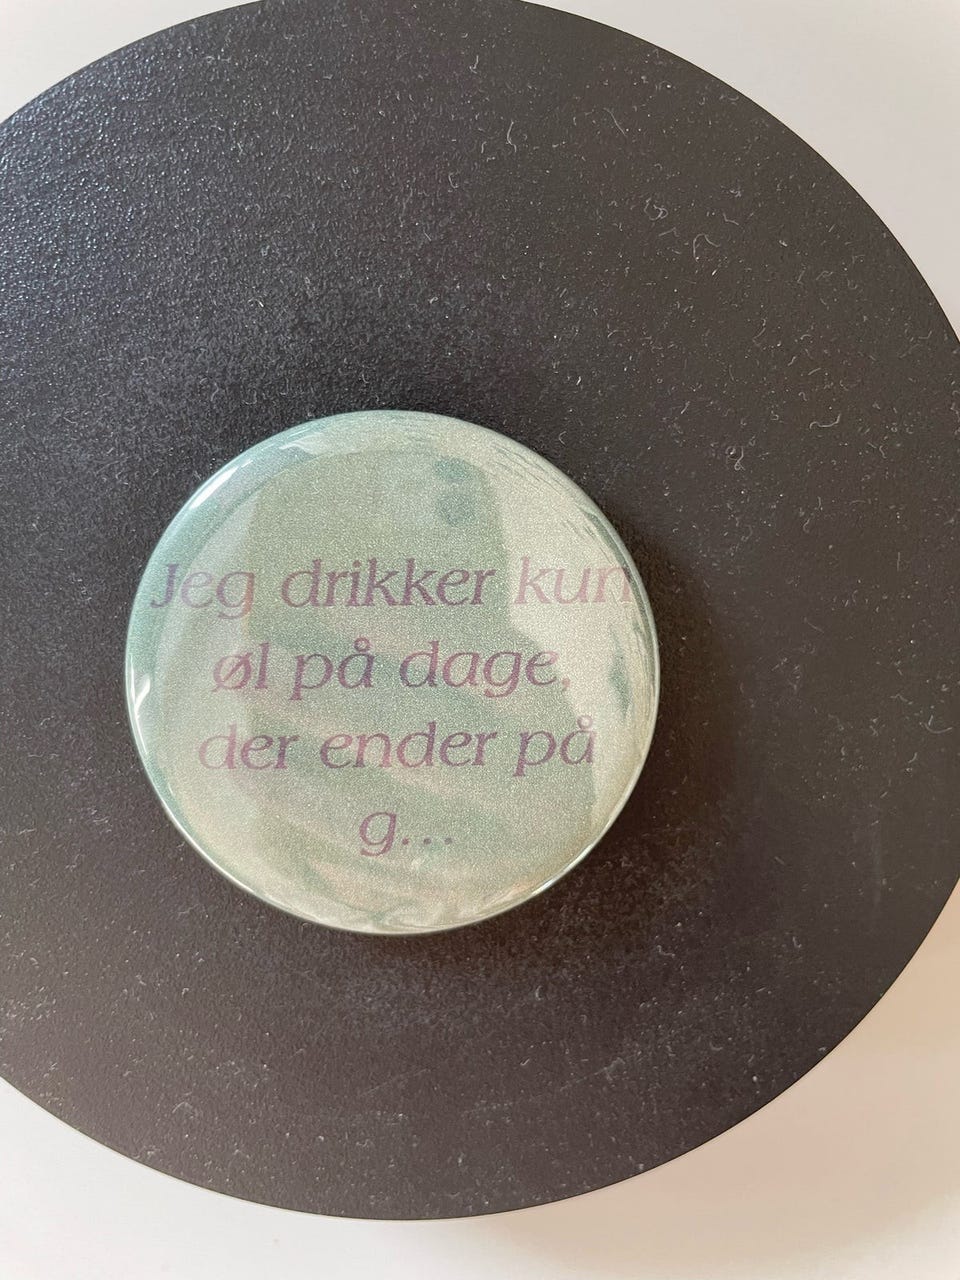 Jeg drikker kun
øl på dage,
der ender på
g...